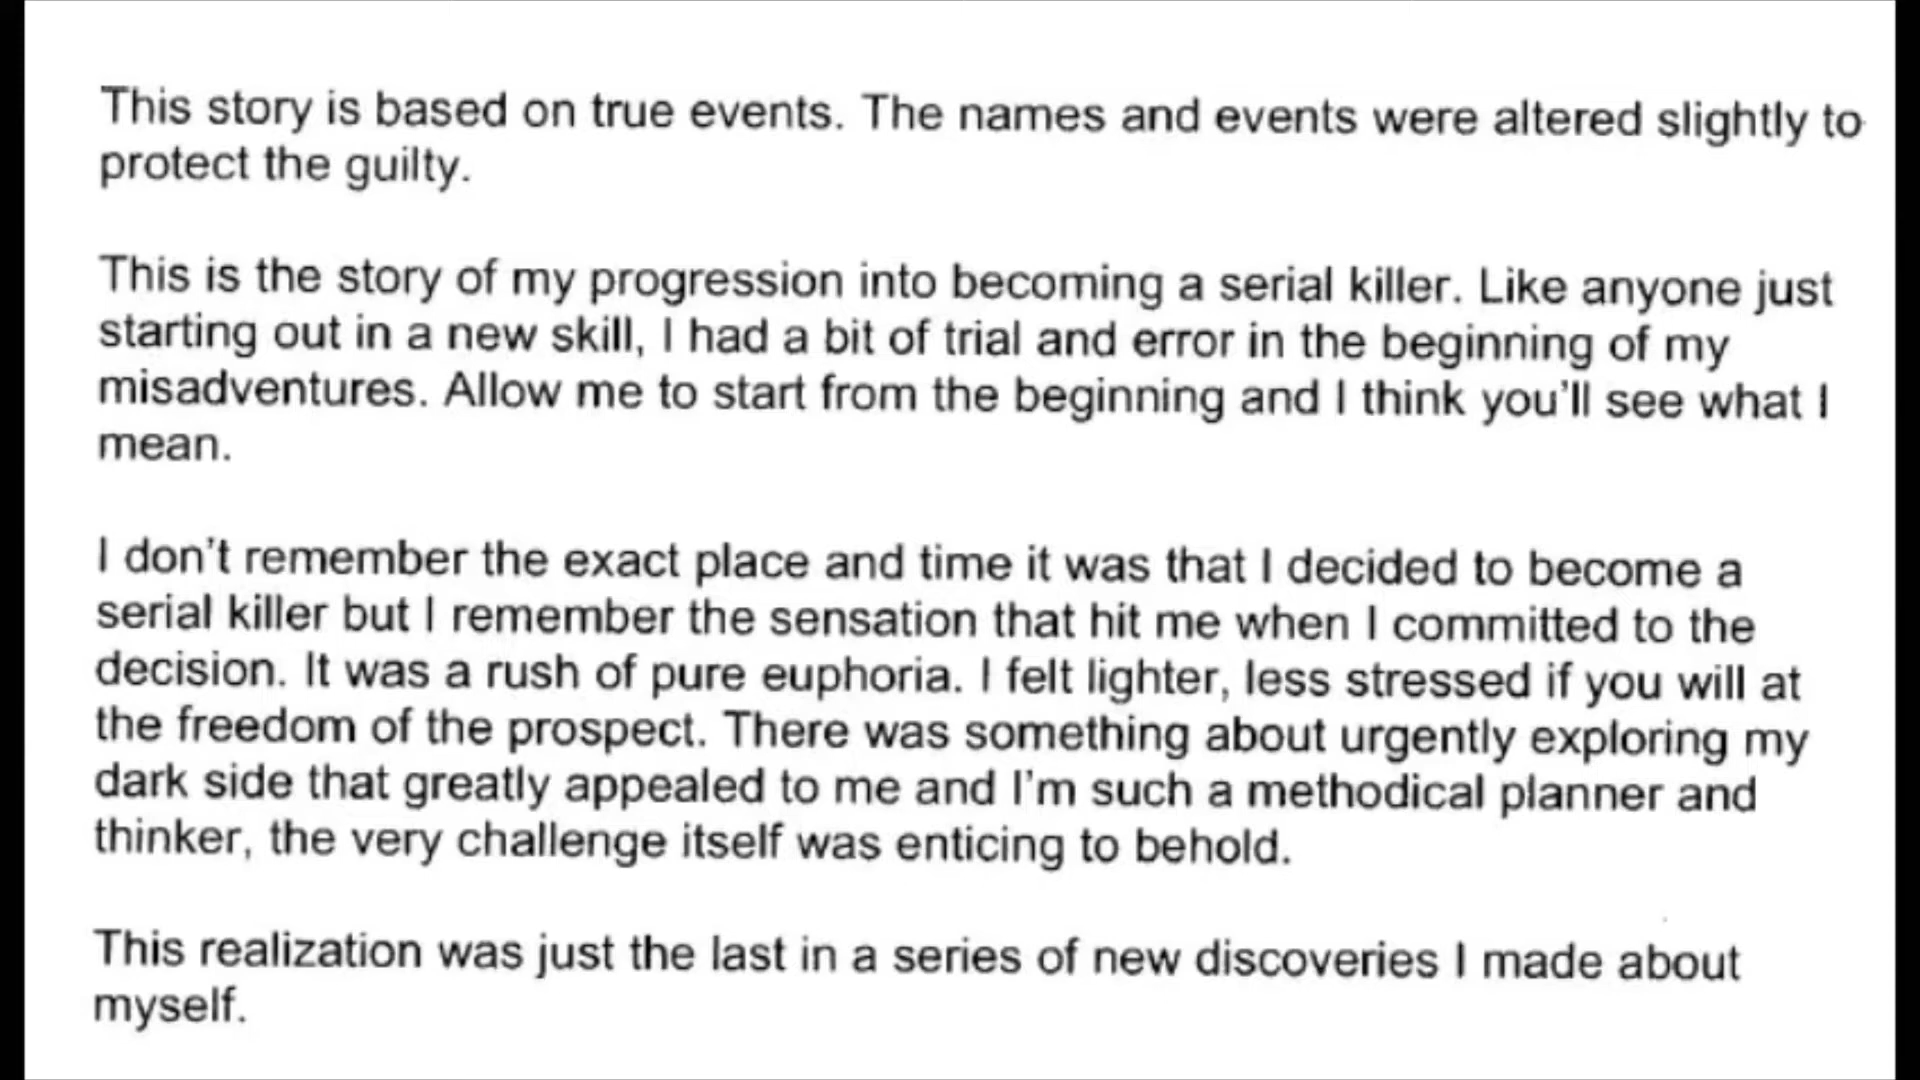 This story is based on true events. The names and events were altered slightly to
protect the guilty.
This is the story of my progression into becoming a serial killer. Like anyone just
starting out in a new skill, I had a bit of trial and error in the beginning of my
misadventures. Allow me to start from the beginning and I think you'll see what I
mean.
I don't remember the exact place and time it was that I decided to become a
serial killer but I remember the sensation that hit me when I committed to the
decision. It was a rush of pure euphoria. I felt lighter, less stressed if you will at
the freedom of the prospect. There was something about urgently exploring my
dark side that greatly appealed to me and I'm such a methodical planner and
thinker, the very challenge itself was enticing to behold.
This realization was just the last in a series of new discoveries I made about
myself.